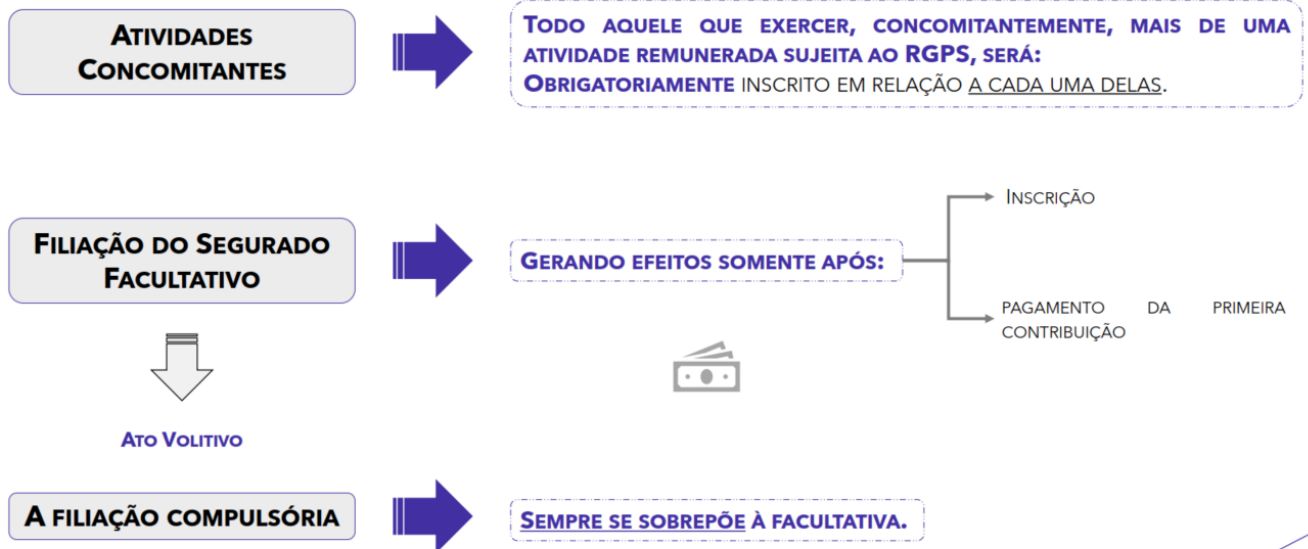 ATIVIDADES
CONCOMITANTES
TODO AQUELE QUE EXERCER, CONCOMITANTEMENTE, MAIS DE UMA
ATIVIDADE REMUNERADA SUJEITA AO RGPS, SERÁ:
OBRIGATORIAMENTE INSCRITO EM RELAÇÃO A CADA UMA DELAS.
FILIAÇÃO DO SEGURADO
FACULTATIVO
GERANDO EFEITOS SOMENTE APÓS:
INSCRIÇÃO
PAGAMENTO DA PRIMEIRA
CONTRIBUIÇÃO
ATO VOLITIVO
A FILIAÇÃO COMPULSÓRIA
SEMPRE SE SOBREPÕE À FACULTATIVA.